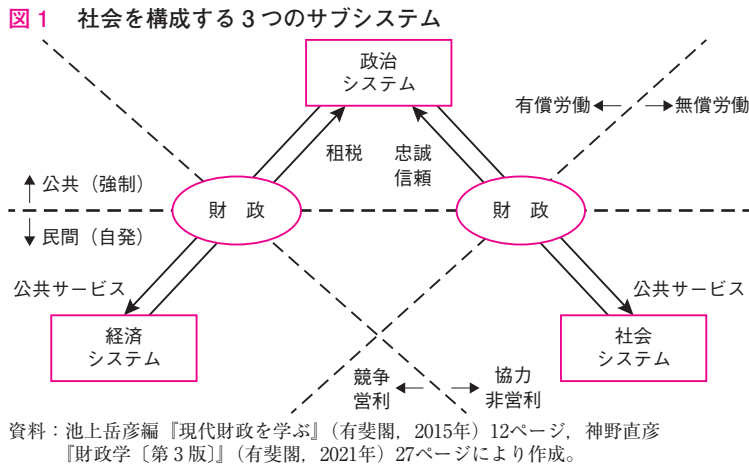 図1 社会を構成する3つのサブシステム
政治
システム
有償労働 無償労働
租税
忠誠
信頼
公共（強制）
財 政
財 政
民間（自発）
公共サービス
公共サービス
経済
システム
社会
システム
競争
営利
協力
非営利
資料：池上岳彦編『現代財政を学ぶ』（有斐閣，2015年）12ページ，神野直彦
『財政学〔第3版〕』（有斐閣，2021年）27ページにより作成。